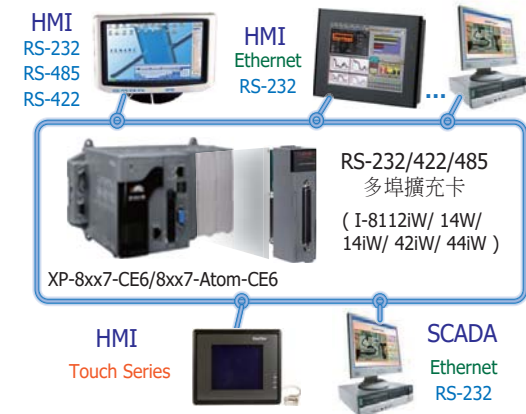 HMI
RS-232
RS-485
RS-422
HMI
Ethernet
RS-232
...
RS-232/422/485
多埠擴充卡
( I-8112iW/ 14W/
14iW/ 42iW/ 44iW )
XP-8xx7-CE6/8xx7-Atom-CE6
HMI
Touch Series
SCADA
Ethernet
RS-232